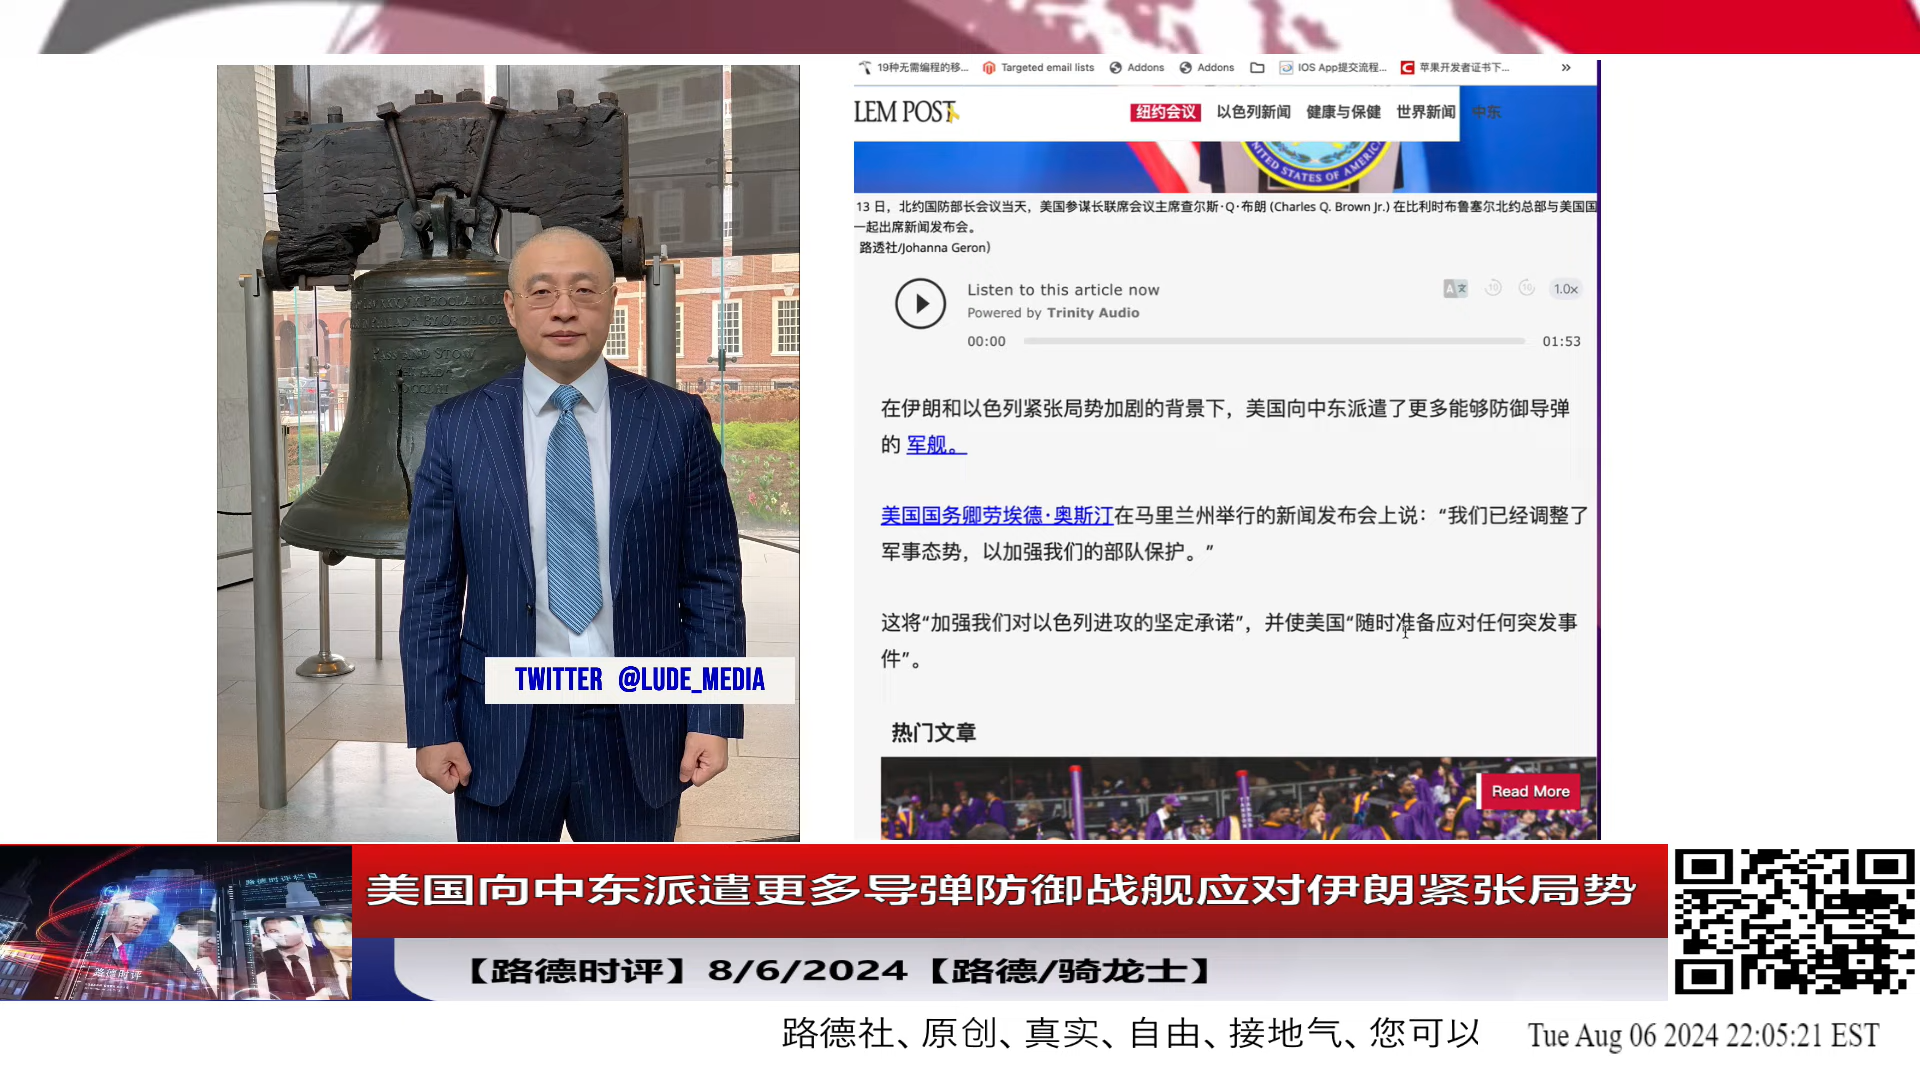 19种无需编程的移...
Targeted email lists
Addons
Addons
IOS App提交流程...
苹果开发者证书下...
»
LEM POST
纽约会议 以色列新闻 健康与保健 世界新闻 中东
UNITED STATES OF AMERICA
13 日，北约国防部长会议当天，美国参谋长联席会议主席查尔斯·Q·布朗 (Charles Q. Brown Jr.) 在比利时布鲁塞尔北约总部与美国国
一起出席新闻发布会。
路透社/Johanna Geron）
Listen to this article now
Powered by Trinity Audio
1.0x
00:00
01:53
在伊朗和以色列紧张局势加剧的背景下，美国向中东派遣了更多能够防御导弹
的 军舰。
美国国务卿劳埃德·奥斯汀在马里兰州举行的新闻发布会上说：“我们已经调整了
军事态势，以加强我们的部队保护。”
这将“加强我们对以色列进攻的坚定承诺”，并使美国“随时准备应对任何突发事
件”。
热门文章
Read More
PASS AND STOW
TWITTER @LUDE_MEDIA
美国向中东派遣更多导弹防御战舰应对伊朗紧张局势
【路德时评】8/6/2024【路德/骑龙士】
路德时评
路德社、原创、真实、自由、接地气、您可以
Tue Aug 06 2024 22:05:21 EST